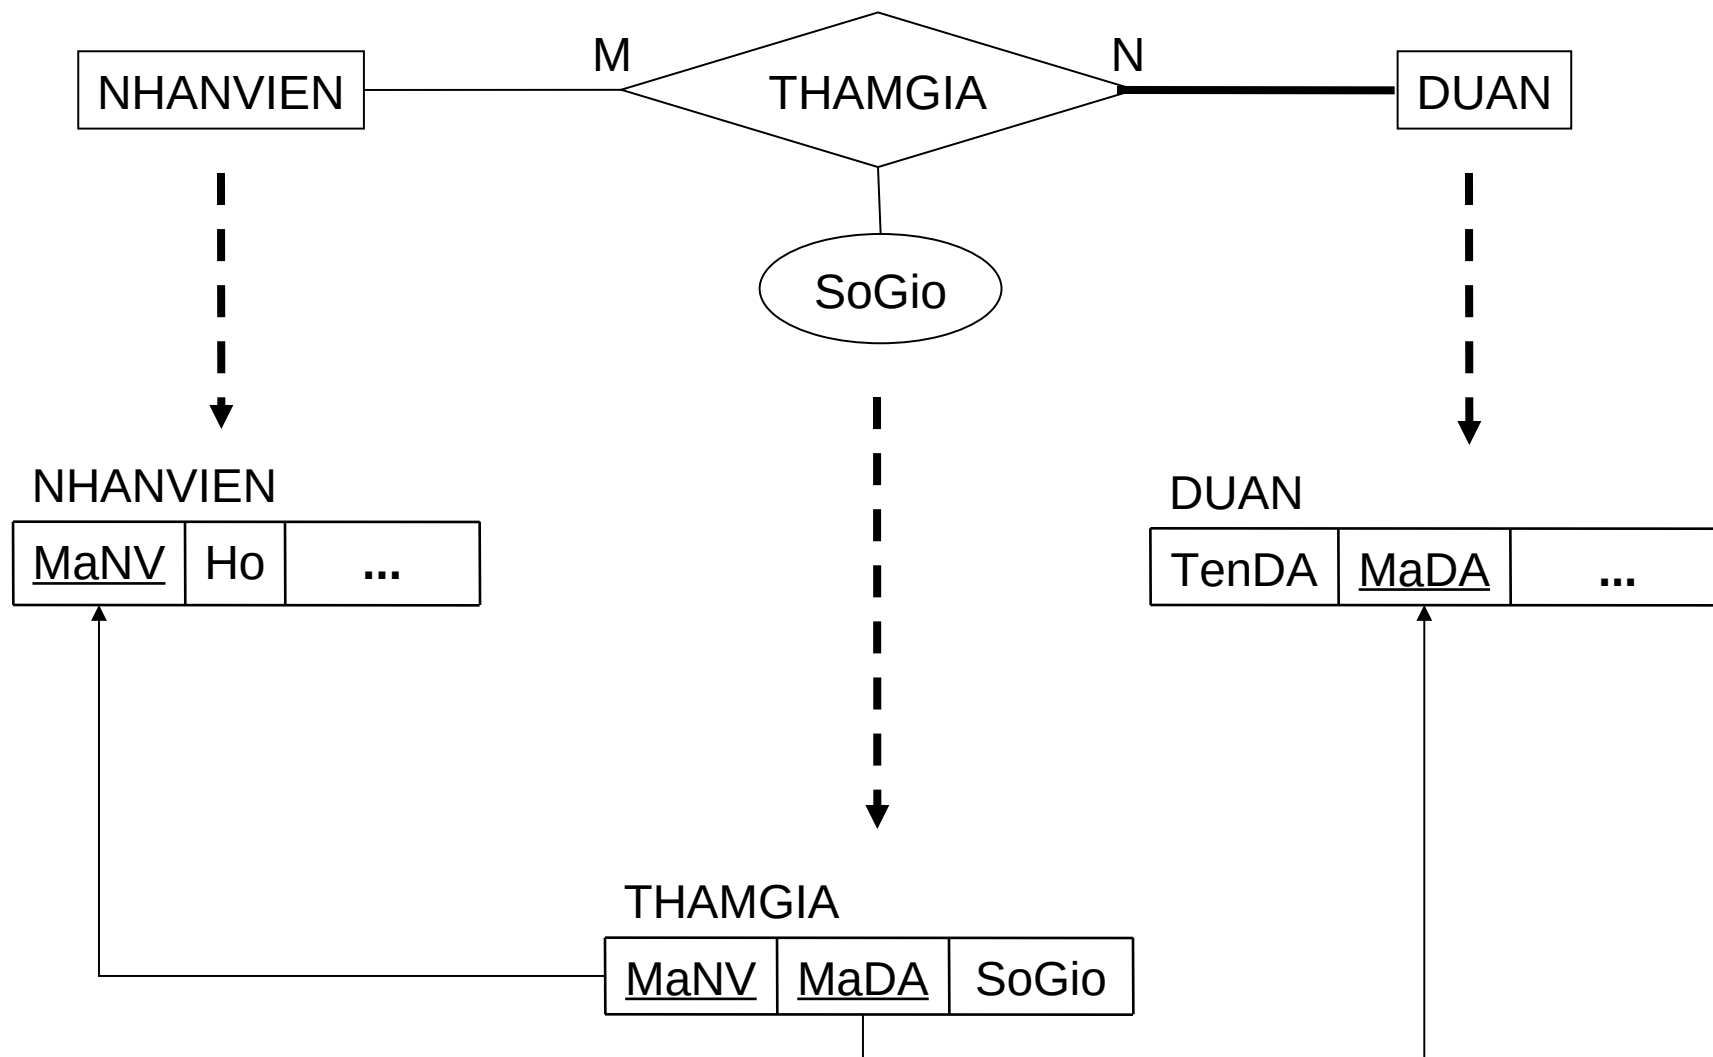 M N
NHANVIEN THAMGIA DUAN
SoGio
NHANVIEN
MaNV Ho ...
DUAN
TenDA MaDA ...
THAMGIA
MaNV MaDA SoGio